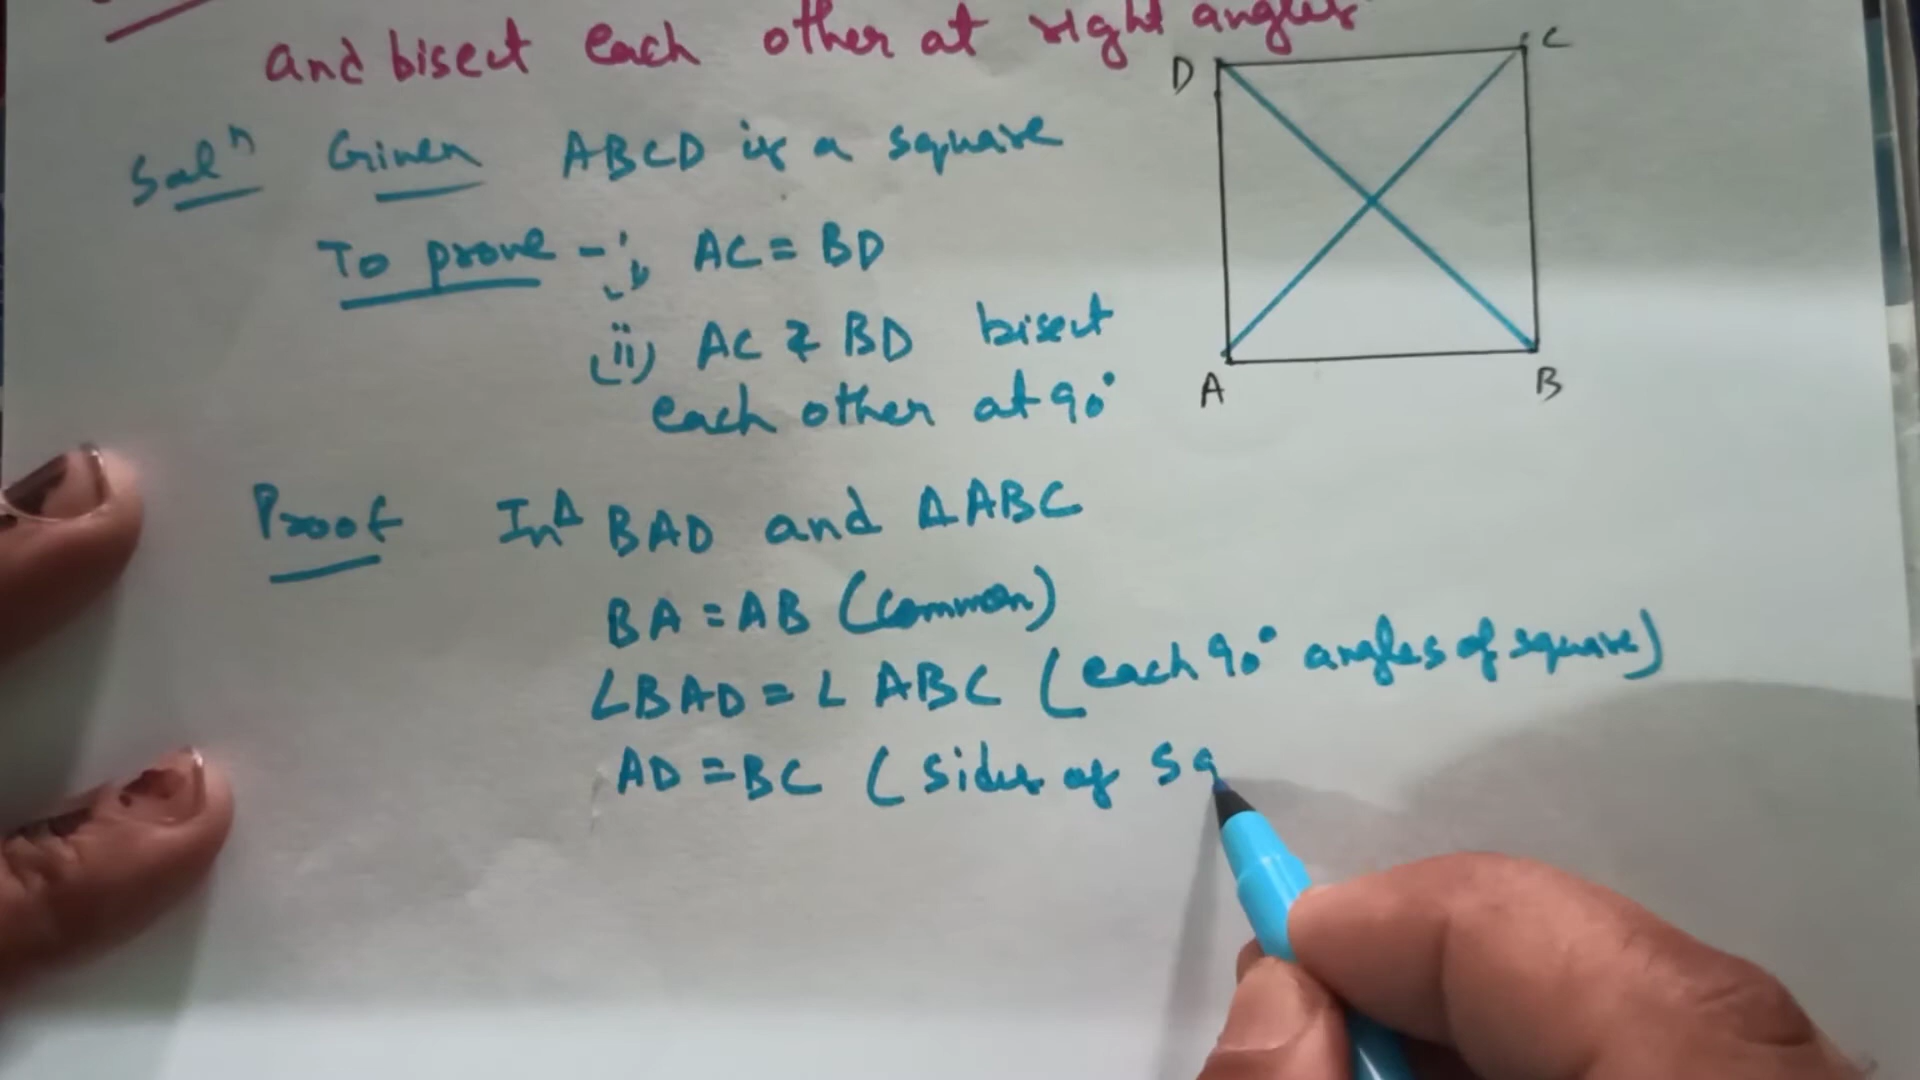 and bisect each other at right angles
Solⁿ Given ABCD is a square
To prove - i) AC = BD
(ii) AC & BD bisect
each other at 90°
Proof In Δ BAD and ΔABC
BA = AB (Common)
∠BAD = ∠ABC (each 90° angles of square)
AD = BC (sides of sq
D
C
A
B